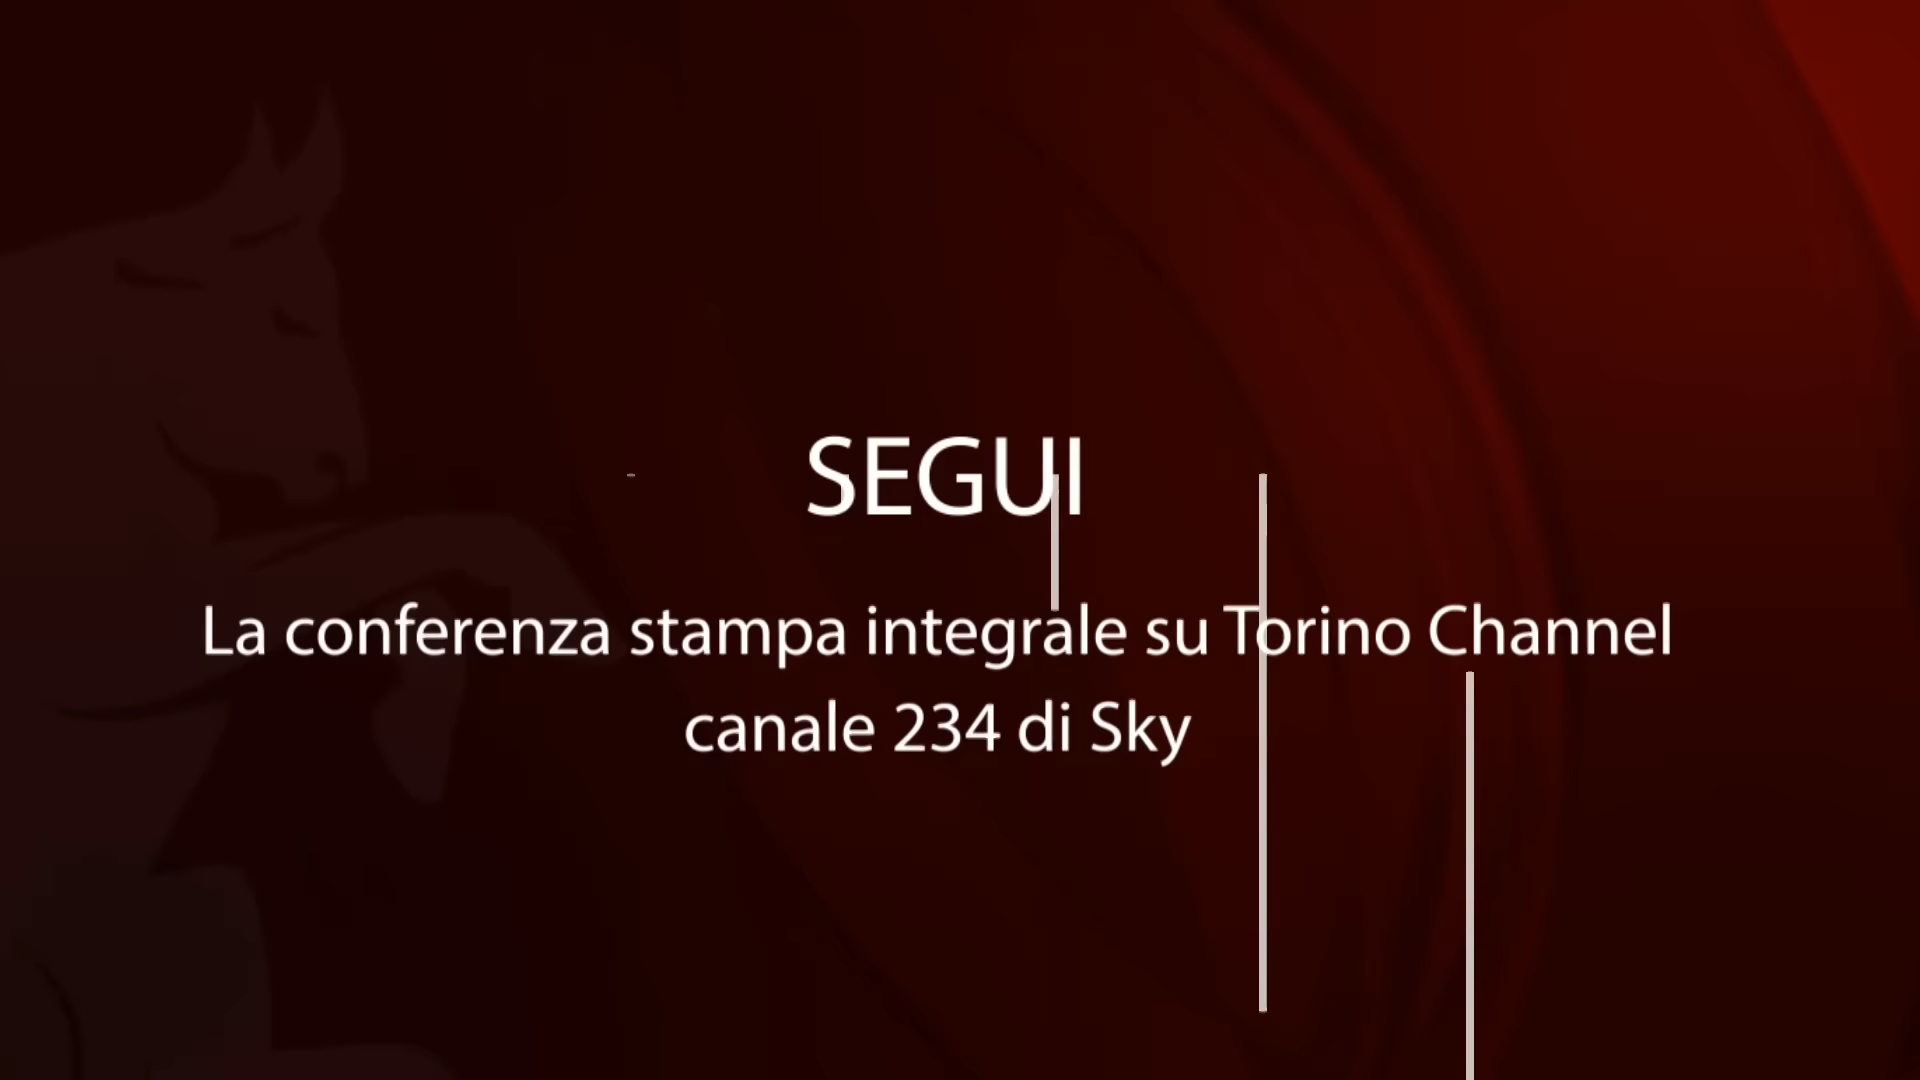 SEGUI
La conferenza stampa integrale su Torino Channel
canale 234 di Sky